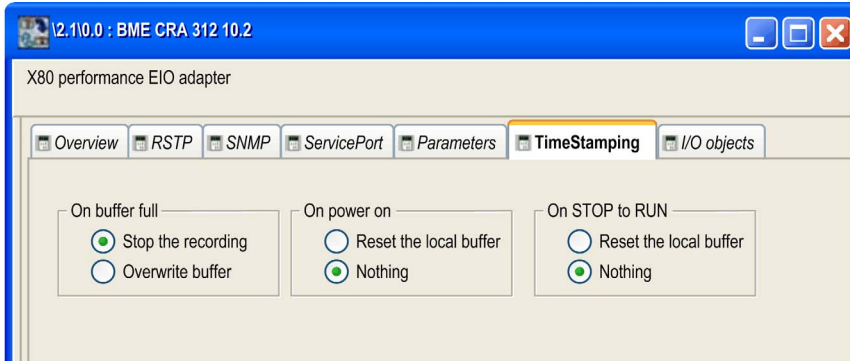 \2.1\0.0 : BME CRA 312 10.2
X80 performance EIO adapter
Overview RSTP SNMP ServicePort Parameters TimeStamping I/O objects
On buffer full On power on On STOP to RUN
Stop the recording Reset the local buffer Reset the local buffer
Overwrite buffer Nothing Nothing